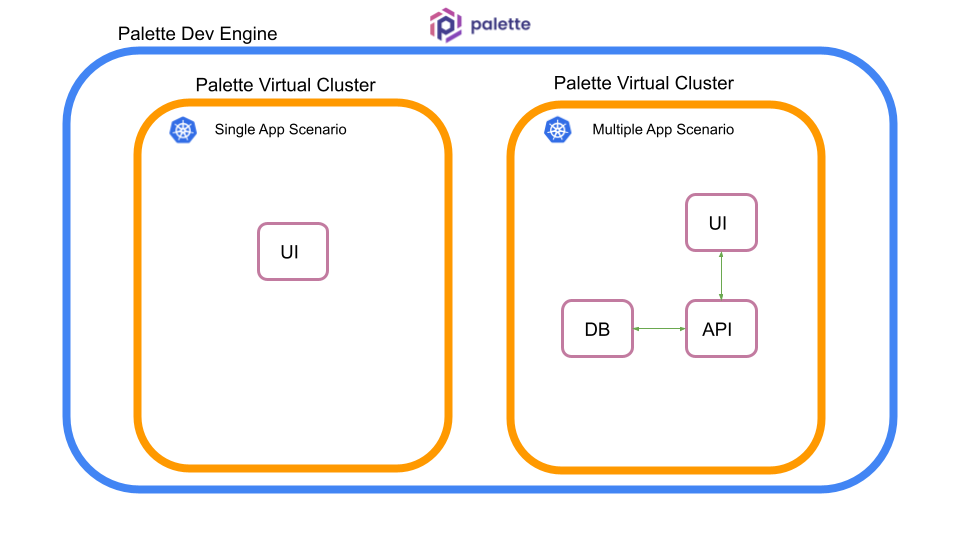 palette
Palette Dev Engine
Palette Virtual Cluster
Single App Scenario
UI
Palette Virtual Cluster
Multiple App Scenario
UI
DB
API